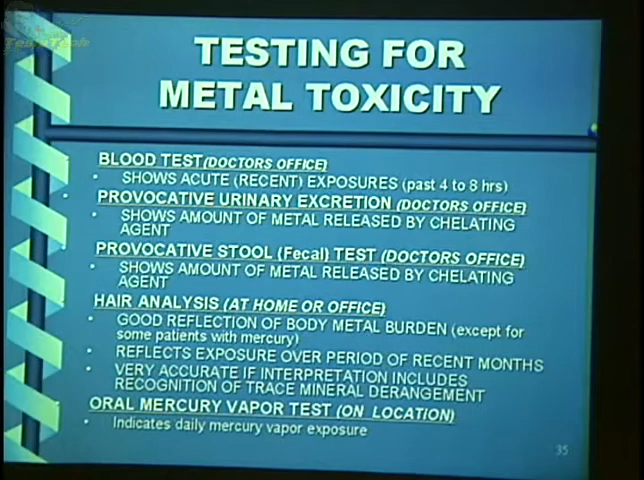 TESTING FOR
METAL TOXICITY
BLOOD TEST(DOCTORS OFFICE)
• SHOWS ACUTE (RECENT) EXPOSURES (past 4 to 8 hrs)
• PROVOCATIVE URINARY EXCRETION (DOCTORS OFFICE)
• SHOWS AMOUNT OF METAL RELEASED BY CHELATING
AGENT
PROVOCATIVE STOOL (Fecal) TEST (DOCTORS OFFICE)
• SHOWS AMOUNT OF METAL RELEASED BY CHELATING
AGENT
HAIR ANALYSIS (AT HOME OR OFFICE)
• GOOD REFLECTION OF BODY METAL BURDEN (except for
some patients with mercury)
• REFLECTS EXPOSURE OVER PERIOD OF RECENT MONTHS
• VERY ACCURATE IF INTERPRETATION INCLUDES
RECOGNITION OF TRACE MINERAL DERANGEMENT
ORAL MERCURY VAPOR TEST (ON LOCATION)
• Indicates daily mercury vapor exposure
35